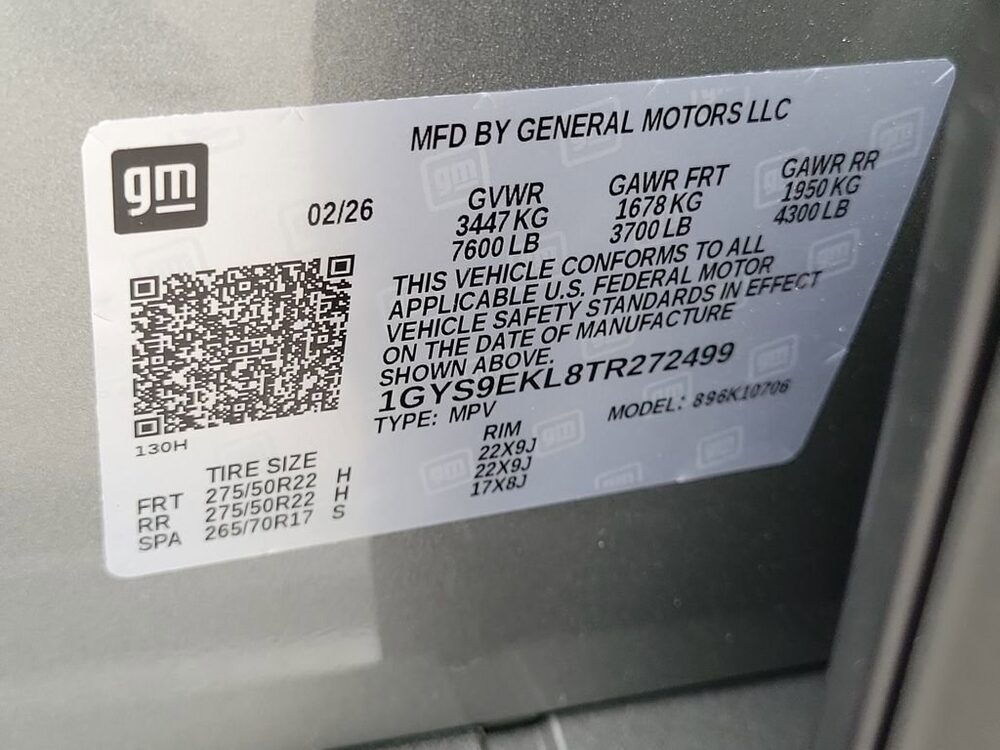 gm
MFD BY GENERAL MOTORS LLC
02/26
GVWR GAWR FRT GAWR RR
3447 KG 1678 KG 1950 KG
7600 LB 3700 LB 4300 LB
THIS VEHICLE CONFORMS TO ALL
APPLICABLE U.S. FEDERAL MOTOR
VEHICLE SAFETY STANDARDS IN EFFECT
ON THE DATE OF MANUFACTURE
SHOWN ABOVE.
1GYS9EKL8TR272499
TYPE: MPV MODEL: 896K10706
130H
TIRE SIZE RIM
FRT 275/50R22 H 22X9J
RR 275/50R22 H 22X9J
SPA 265/70R17 S 17X8J